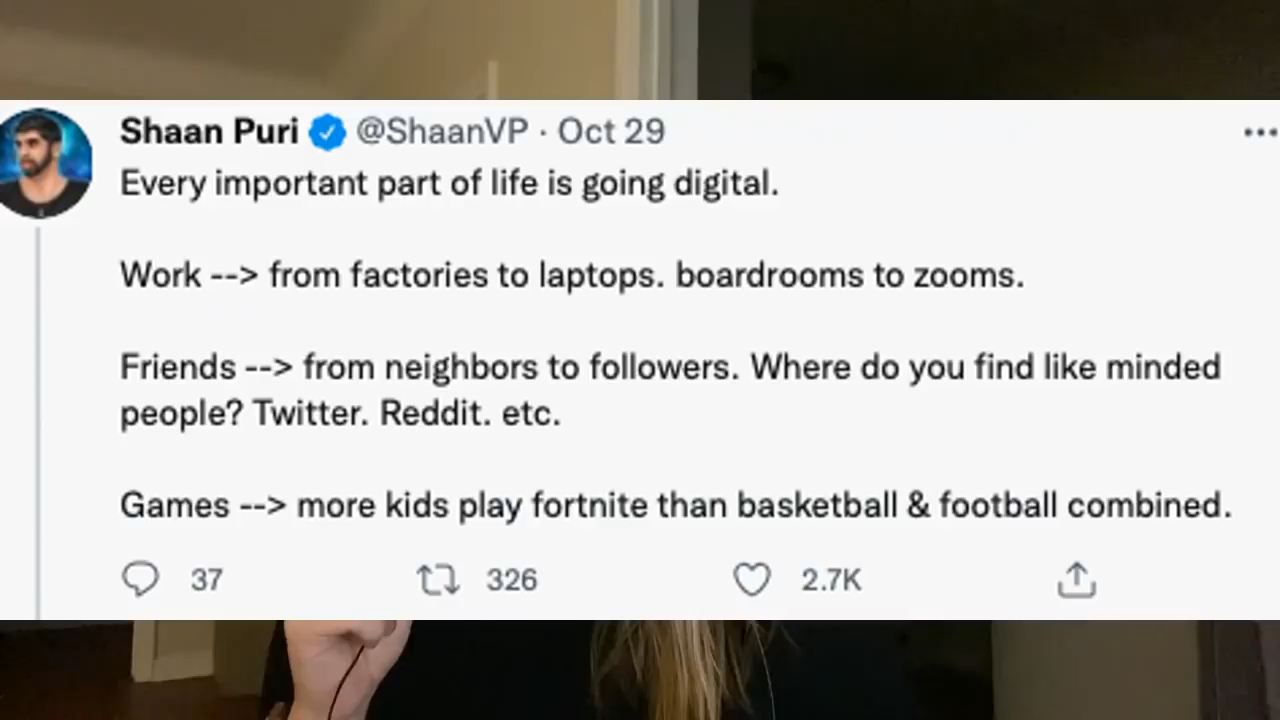 Shaan Puri @ShaanVP · Oct 29
Every important part of life is going digital.
Work --> from factories to laptops. boardrooms to zooms.
Friends --> from neighbors to followers. Where do you find like minded
people? Twitter. Reddit. etc.
Games --> more kids play fortnite than basketball & football combined.
37 326 2.7K